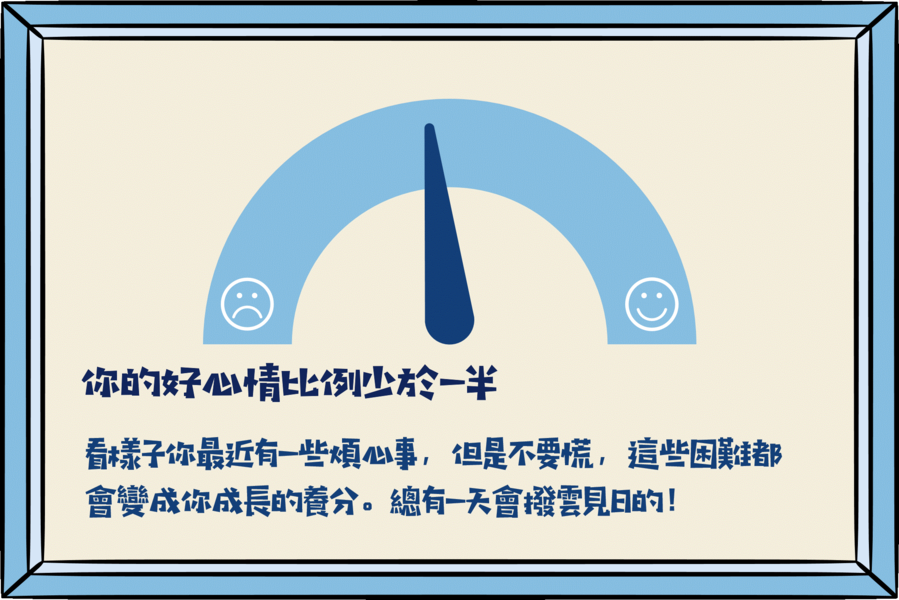 你的好心情比例少於一半
看樣子你最近有一些煩心事，但是不要慌，這些困難都
會變成你成長的養分。總有一天會撥雲見日的！